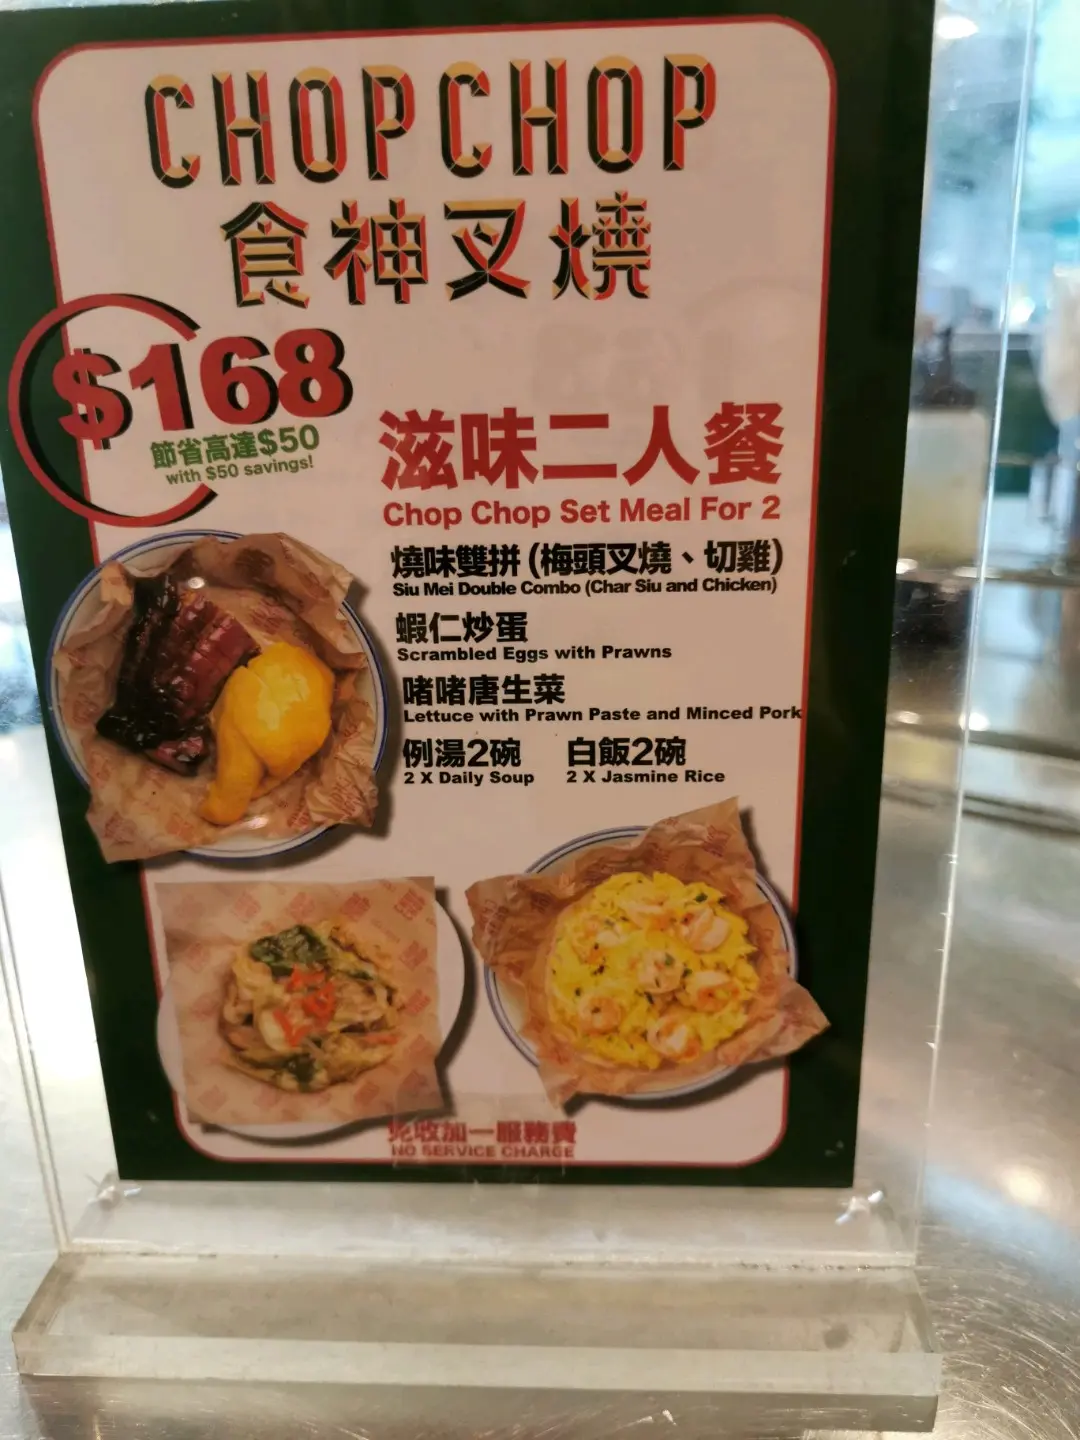 CHOPCHOP
食神叉燒
$168
節省高達$50
with $50 savings!
滋味二人餐
Chop Chop Set Meal For 2
燒味雙拼 (梅頭叉燒、切雞)
Siu Mei Double Combo (Char Siu and Chicken)
蝦仁炒蛋
Scrambled Eggs with Prawns
啫啫唐生菜
Lettuce with Prawn Paste and Minced Pork
例湯2碗 白飯2碗
2 X Daily Soup 2 X Jasmine Rice
免收加一服務費
NO SERVICE CHARGE